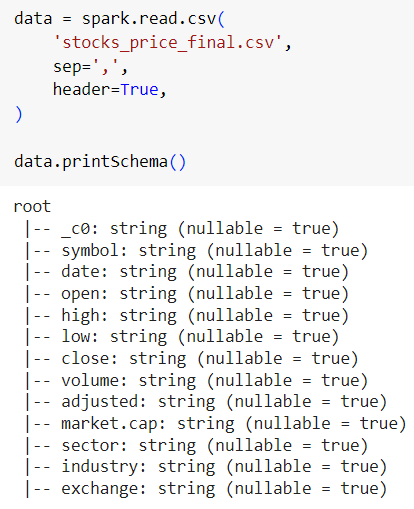 data = spark.read.csv(
    'stocks_price_final.csv',
    sep=',',
    header=True,
)
data.printSchema()
root
 |-- _c0: string (nullable = true)
 |-- symbol: string (nullable = true)
 |-- date: string (nullable = true)
 |-- open: string (nullable = true)
 |-- high: string (nullable = true)
 |-- low: string (nullable = true)
 |-- close: string (nullable = true)
 |-- volume: string (nullable = true)
 |-- adjusted: string (nullable = true)
 |-- market.cap: string (nullable = true)
 |-- sector: string (nullable = true)
 |-- industry: string (nullable = true)
 |-- exchange: string (nullable = true)